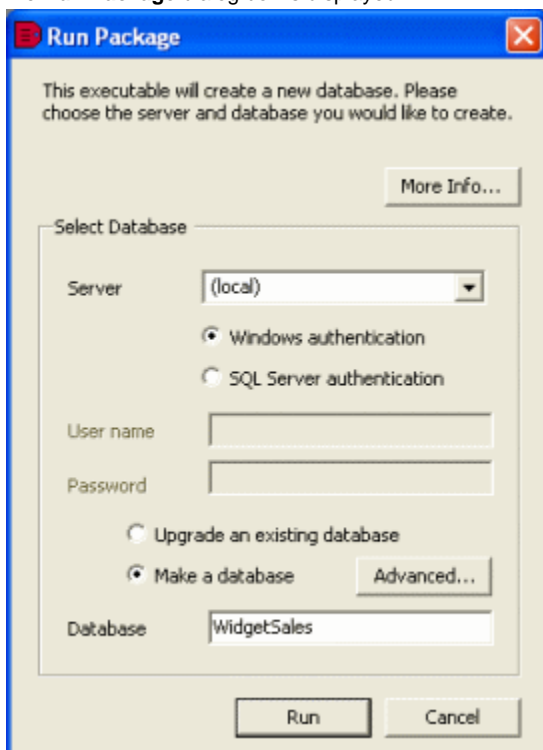 Run Package
This executable will create a new database. Please
choose the server and database you would like to create.
More Info...
Select Database
Server
(local)
Windows authentication
SQL Server authentication
User name
Password
Upgrade an existing database
Make a database
Advanced...
Database
WidgetSales
Run
Cancel